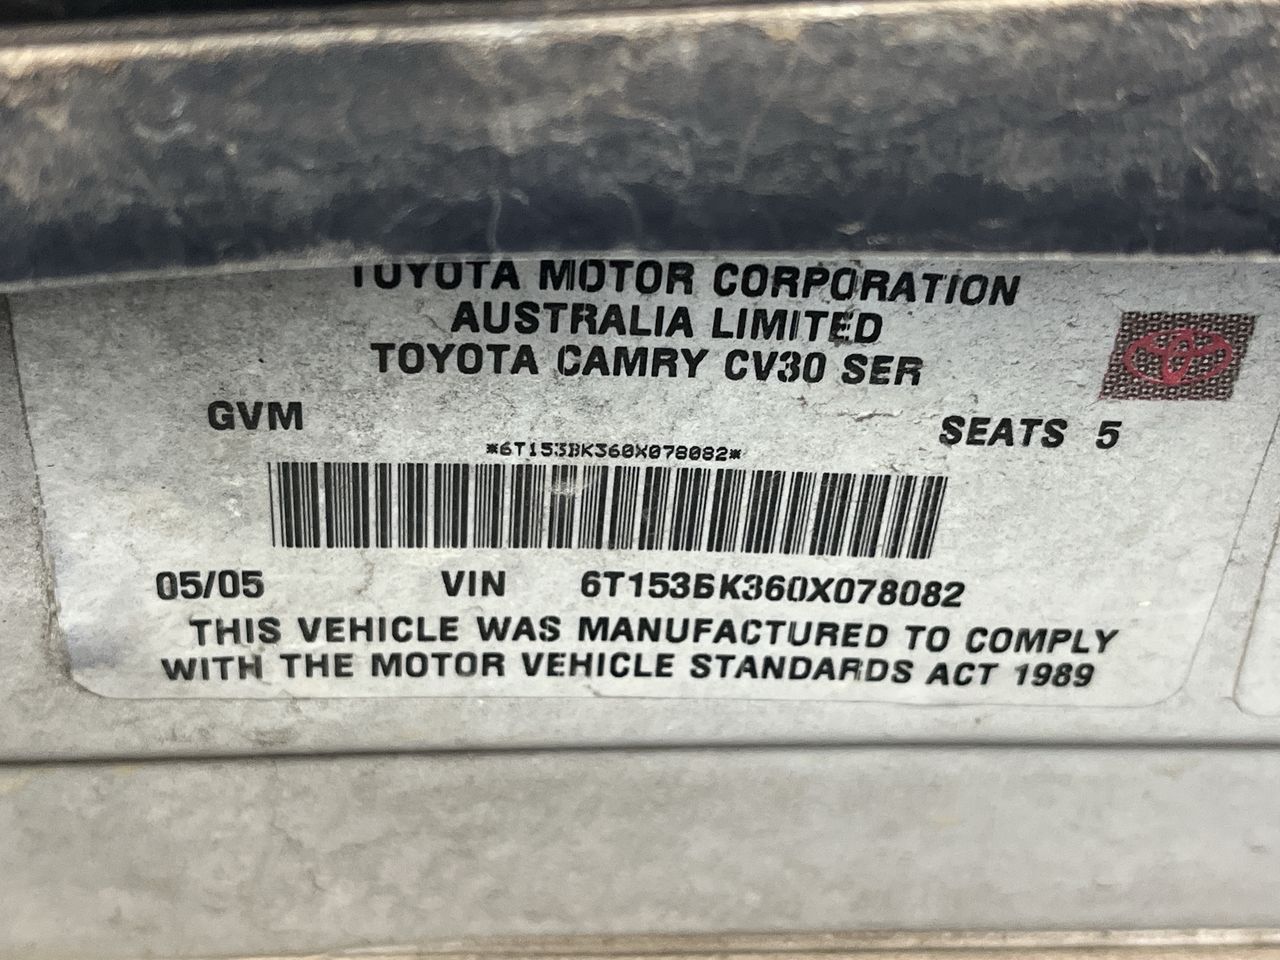 TOYOTA MOTOR CORPORATION
AUSTRALIA LIMITED
TOYOTA CAMRY CV30 SER
GVM
SEATS 5
*6T153BK360X078082*
05/05 VIN 6T153BK360X078082
THIS VEHICLE WAS MANUFACTURED TO COMPLY
WITH THE MOTOR VEHICLE STANDARDS ACT 1989